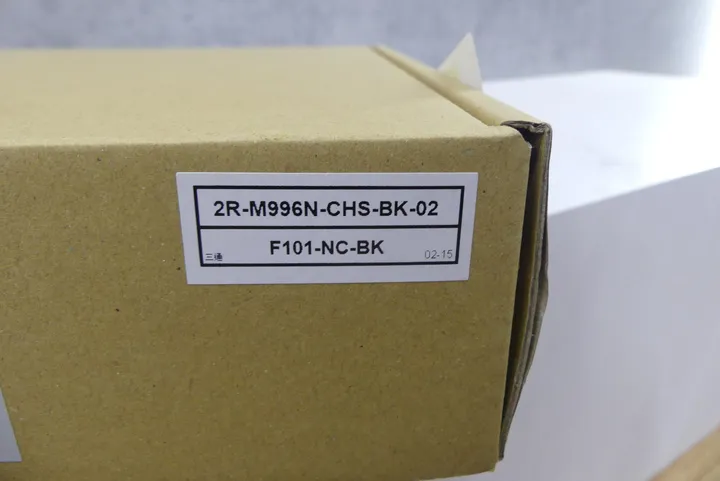 2R-M996N-CHS-BK-02
F101-NC-BK
三通
02-15